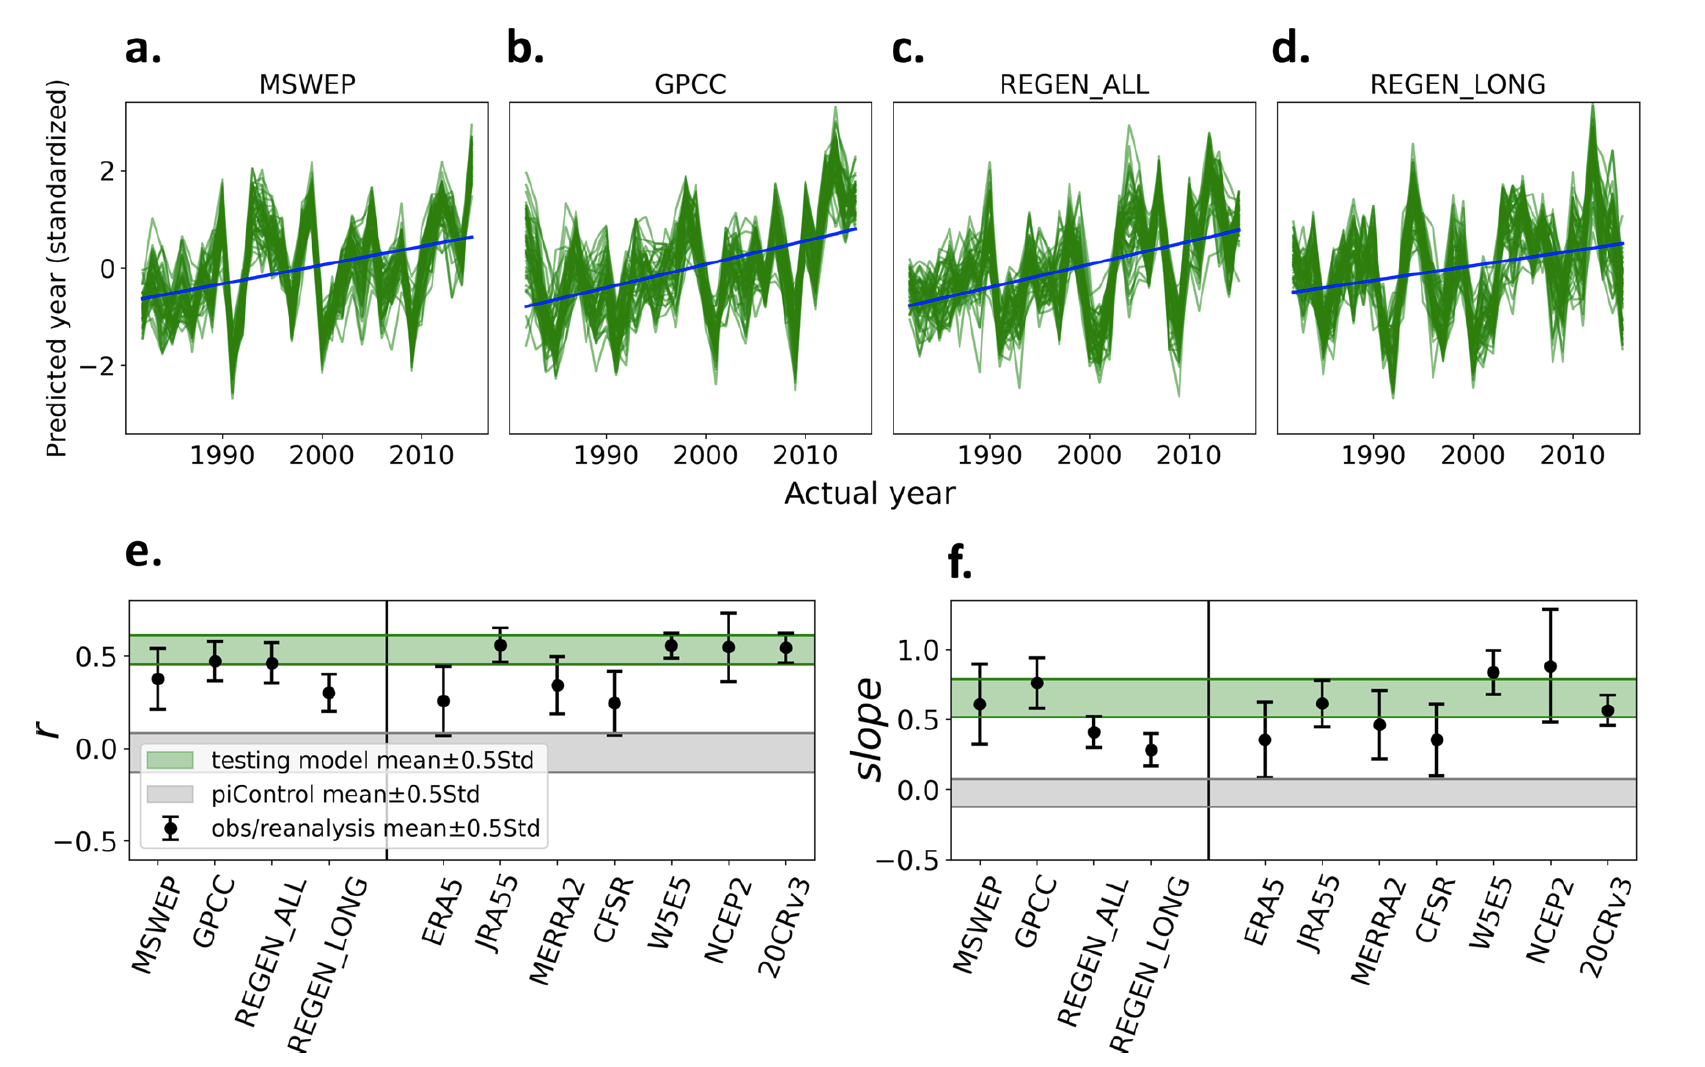 a.
b.
c.
d.
MSWEP
GPCC
REGEN_ALL
REGEN_LONG
Predicted year (standardized)
2
0
−2
1990 2000 2010
1990 2000 2010
1990 2000 2010
1990 2000 2010
Actual year
e.
f.
r
0.5
0.0
−0.5
testing model mean±0.5Std
piControl mean±0.5Std
obs/reanalysis mean±0.5Std
MSWEP
GPCC
REGEN_ALL
REGEN_LONG
ERA5
JRA55
MERRA2
CFSR
W5E5
NCEP2
20CRv3
slope
1.0
0.5
0.0
−0.5
MSWEP
GPCC
REGEN_ALL
REGEN_LONG
ERA5
JRA55
MERRA2
CFSR
W5E5
NCEP2
20CRv3